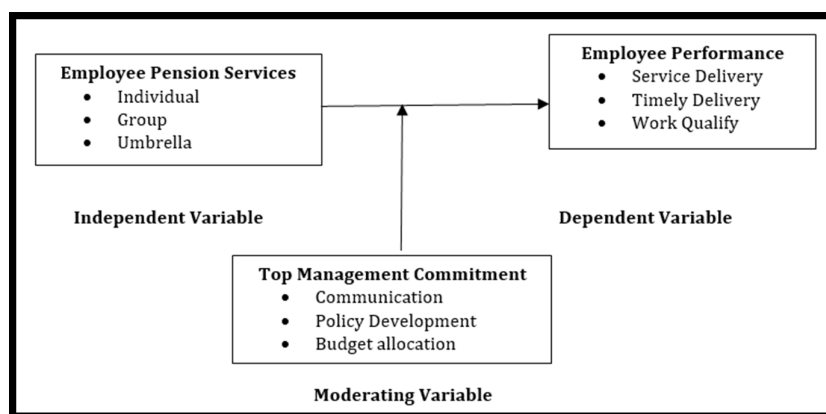 Employee Pension Services
• Individual
• Group
• Umbrella
Employee Performance
• Service Delivery
• Timely Delivery
• Work Qualify
Independent Variable
Dependent Variable
Top Management Commitment
• Communication
• Policy Development
• Budget allocation
Moderating Variable